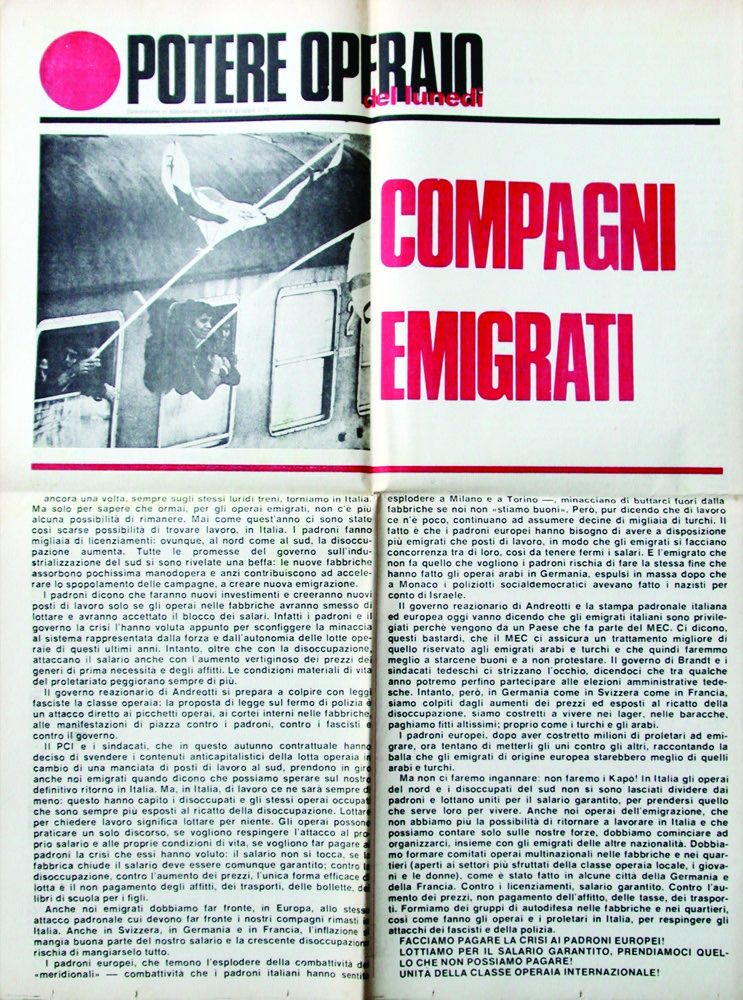 POTERE OPERAIO
del lunedì
COMPAGNI
EMIGRATI
ancora una volta, sempre sugli stessi luridi treni, torniamo in Italia.
Ma solo per sapere che ormai, per gli operai emigrati, non c'è più
alcuna possibilità di rimanere. Mai come quest'anno ci sono state
così scarse possibilità di trovare lavoro, in Italia. I padroni fanno
migliaia di licenziamenti: ovunque, al nord come al sud, la disoccu-
pazione aumenta. Tutte le promesse del governo sull'indu-
strializzazione del sud si sono rivelate una beffa: le nuove fabbriche
assorbono pochissima manodopera e anzi contribuiscono ad accele-
rare lo spopolamento delle campagne, a creare nuova emigrazione.
I padroni dicono che faranno nuovi investimenti e creeranno nuovi
posti di lavoro solo se gli operai nelle fabbriche avranno smesso di
lottare e avranno accettato il blocco dei salari. Infatti i padroni e il
governo la crisi l'hanno voluta appunto per sconfiggere la minaccia
al sistema rappresentata dalla forza e dall'autonomia delle lotte ope-
raie di questi ultimi anni. Intanto, oltre che con la disoccupazione,
attaccano il salario anche con l'aumento vertiginoso dei prezzi dei
generi di prima necessità e degli affitti. Le condizioni materiali di vita
del proletariato peggiorano sempre di più.
Il governo reazionario di Andreotti si prepara a colpire con leggi
fasciste la classe operaia; la proposta di legge sul fermo di polizia è
un attacco diretto ai picchetti operai, ai cortei interni nelle fabbriche,
alle manifestazioni di piazza contro i padroni, contro i fascisti e
contro il governo.
Il PCI e i sindacati, che in questo autunno contrattuale hanno
deciso di svendere i contenuti anticapitalistici della lotta operaia in
cambio di una manciata di posti di lavoro al sud, prendono in giro
anche noi emigrati quando dicono che possiamo sperare sul nostro
definitivo ritorno in Italia. Ma, in Italia, di lavoro ce ne sarà sempre di
meno: questo hanno capito i disoccupati e gli stessi operai occupati
che sono sempre più esposti al ricatto della disoccupazione. Lottare
per chiedere lavoro significa lottare per niente. Gli operai possono
praticare un solo discorso, se vogliono respingere l'attacco al pro-
prio salario e alle proprie condizioni di vita, se vogliono far pagare ai
padroni la crisi che essi hanno voluto: il salario non si tocca, se la
fabbrica chiude il salario deve essere comunque garantito; contro la
disoccupazione, contro l'aumento dei prezzi, l'unica forma efficace di
lotta è il non pagamento degli affitti, dei trasporti, delle bollette, dei
libri di scuola per i figli.
Anche noi emigrati dobbiamo far fronte, in Europa, allo stesso
attacco padronale cui devono far fronte i nostri compagni rimasti in
Italia. Anche in Svizzera, in Germania e in Francia, l'inflazione si
mangia buona parte del nostro salario e la crescente disoccupazione
rischia di mangiarselo tutto.
I padroni europei, che temono l'esplodere della combattività dei
«meridionali» — combattività che i padroni italiani hanno sentito
esplodere a Milano e a Torino —, minacciano di buttarci fuori dalla
fabbriche se noi non «stiamo buoni». Però, pur dicendo che di lavoro
ce n'è poco, continuano ad assumere decine di migliaia di turchi. Il
fatto è che i padroni europei hanno bisogno di avere a disposizione
più emigrati che posti di lavoro, in modo che gli emigrati si facciano
concorrenza tra di loro, così da tenere fermi i salari. E l'emigrato che
non fa quello che vogliono i padroni rischia di fare la stessa fine che
hanno fatto gli operai arabi in Germania, espulsi in massa dopo che
a Monaco i poliziotti socialdemocratici avevano fatto i nazisti per
conto di Israele.
Il governo reazionario di Andreotti e la stampa padronale italiana
ed europea oggi vanno dicendo che gli emigrati italiani sono privile-
giati perché vengono da un Paese che fa parte del MEC. Ci dicono,
questi bastardi, che il MEC ci assicura un trattamento migliore di
quello riservato agli emigrati arabi e turchi e che quindi faremmo
meglio a starcene buoni e a non protestare. Il governo di Brandt e i
sindacati tedeschi ci strizzano l'occhio, dicendoci che tra qualche
anno potremo perfino partecipare alle elezioni amministrative tede-
sche. Intanto, però, in Germania come in Svizzera come in Francia,
siamo colpiti dagli aumenti dei prezzi ed esposti al ricatto della
disoccupazione, siamo costretti a vivere nei lager, nelle baracche,
paghiamo fitti altissimi; proprio come i turchi e gli arabi.
I padroni europei, dopo aver costretto milioni di proletari ad emi-
grare, ora tentano di metterli gli uni contro gli altri, raccontando la
balla che gli emigrati di origine europea starebbero meglio di quelli
arabi e turchi.
Ma non ci faremo ingannare: non faremo i Kapò! In Italia gli operai
del nord e i disoccupati del sud non si sono lasciati dividere dai
padroni e lottano uniti per il salario garantito, per prendersi quello
che serve loro per vivere. Anche noi operai dell'emigrazione, che
non abbiamo più la possibilità di ritornare a lavorare in Italia e che
possiamo contare solo sulle nostre forze, dobbiamo cominciare ad
organizzarci, insieme con gli emigrati delle altre nazionalità. Dobbia-
mo formare comitati operai multinazionali nelle fabbriche e nei quar-
tieri (aperti ai settori più sfruttati della classe operaia locale, i giova-
ni e le donne), come è stato fatto in alcune città della Germania e
della Francia. Contro i licenziamenti, salario garantito. Contro l'au-
mento dei prezzi, non pagamento dell'affitto, delle tasse, dei traspor-
ti. Formiamo dei gruppi di autodifesa nelle fabbriche e nei quartieri,
così come fanno gli operai e i proletari in Italia, per respingere gli
attacchi dei fascisti e della polizia.
FACCIAMO PAGARE LA CRISI AI PADRONI EUROPEI!
LOTTIAMO PER IL SALARIO GARANTITO, PRENDIAMOCI QUEL-
LO CHE NON POSSIAMO PAGARE!
UNITÀ DELLA CLASSE OPERAIA INTERNAZIONALE!